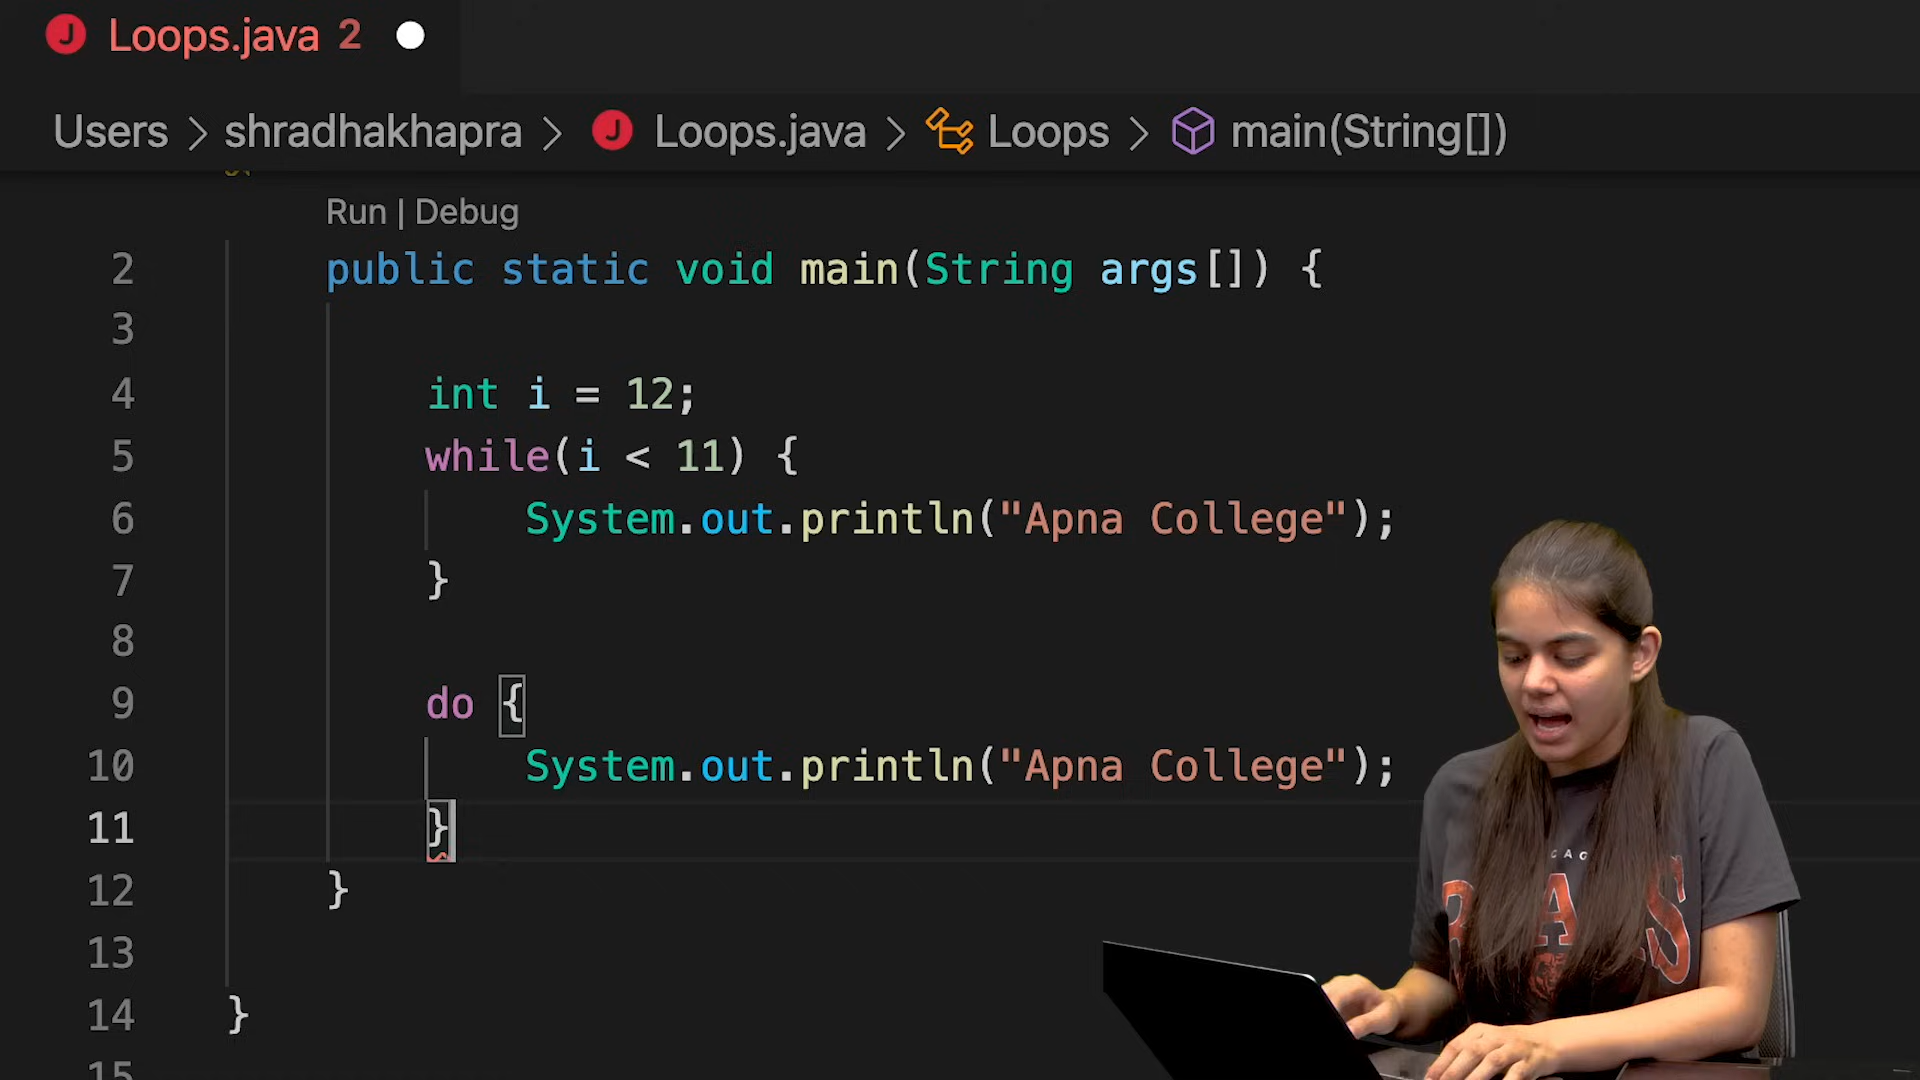 J Loops.java 2
Users > shradhakhapra > J Loops.java > Loops > main(String[])
Run | Debug
2 public static void main(String args[]) {
3
4 int i = 12;
5 while(i < 11) {
6 System.out.println("Apna College");
7 }
8
9 do {
10 System.out.println("Apna College");
11 }
12 }
13
14 }
15